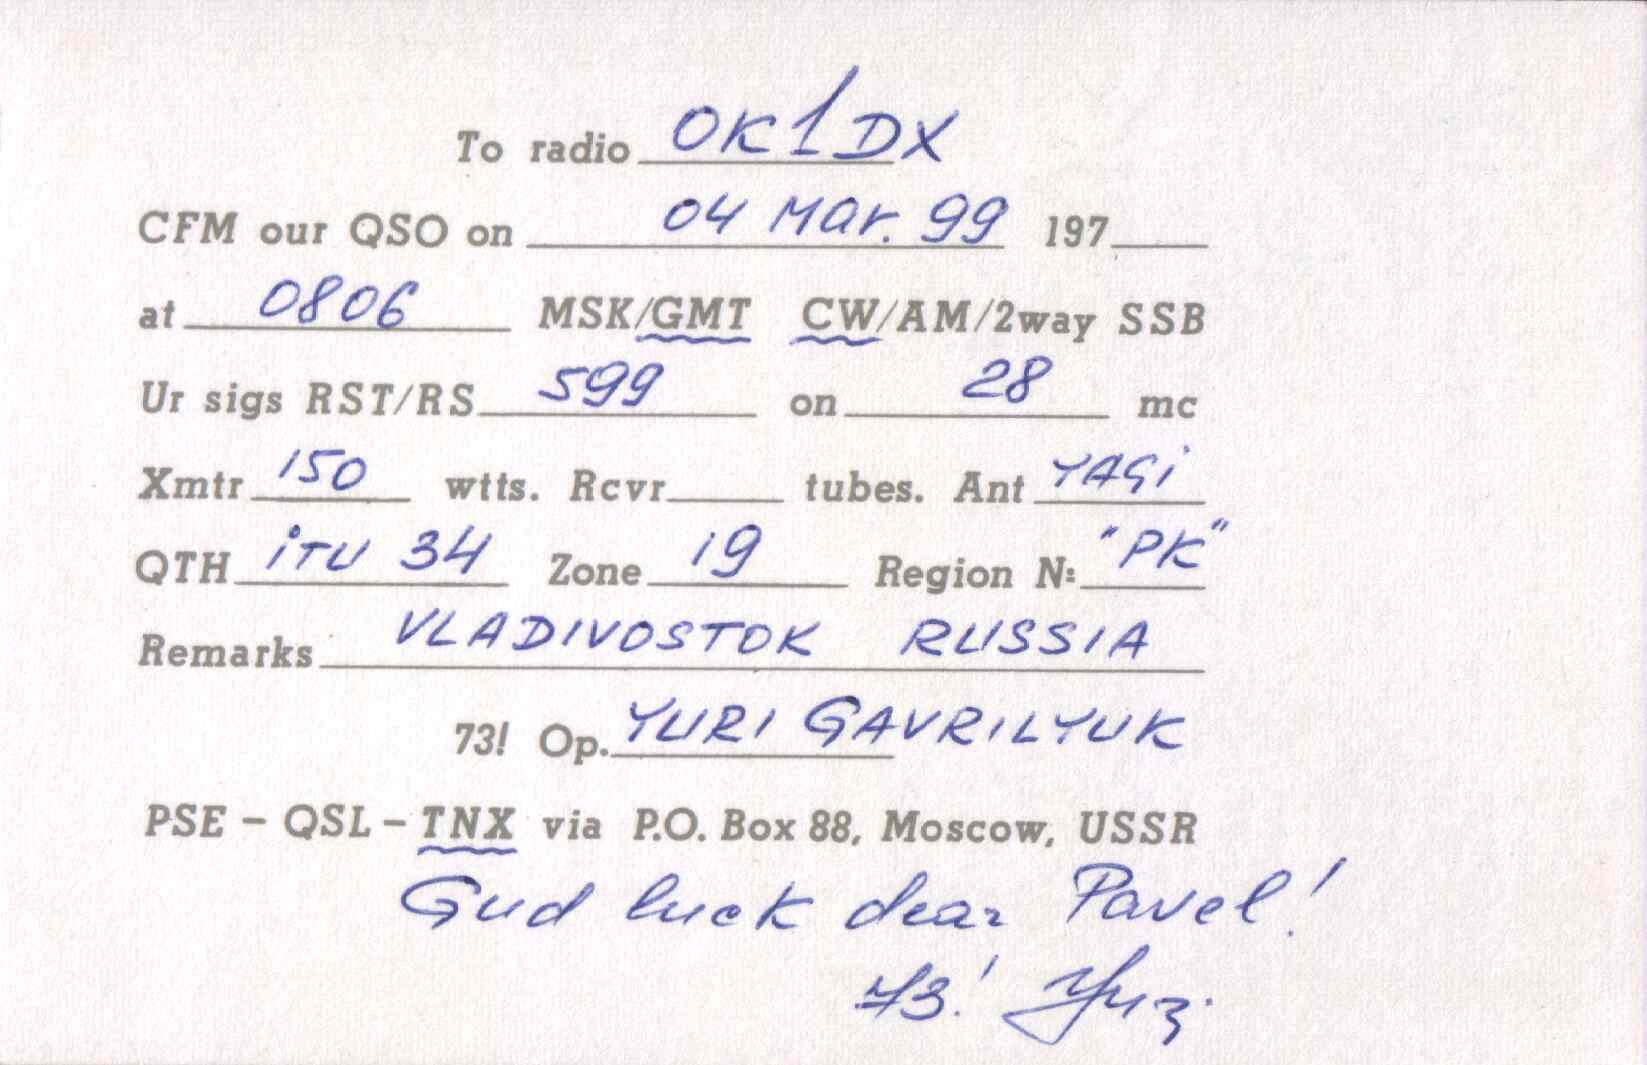 To radio OK1DX
CFM our QSO on 04 Mar. 99 197
at 0806 MSK/GMT CW/AM/2way SSB
Ur sigs RST/RS 599 on 28 mc
Xmtr 150 wtts. Rcvr tubes. Ant YAGi
QTH iTU 34 Zone 19 Region N: "PK"
Remarks VLADIVOSTOK RUSSIA
73! Op. YURI GAVRILYUK
PSE – QSL – TNX via P.O. Box 88, Moscow, USSR
Gud luck dear Pavel!
73! Yuri